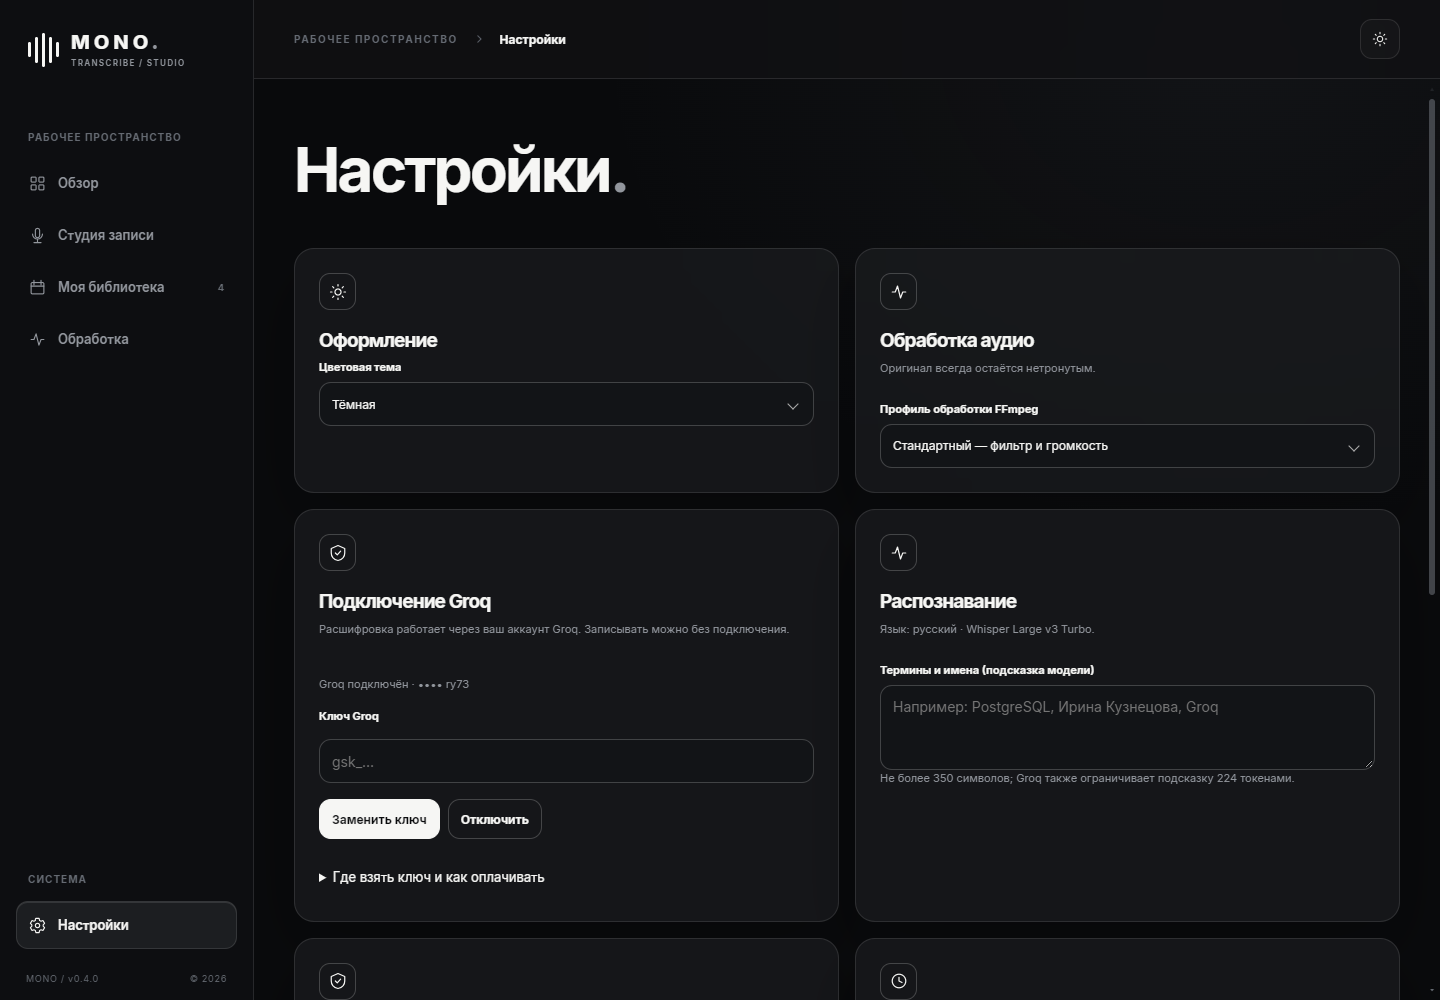 MONO.
TRANSCRIBE / STUDIO
РАБОЧЕЕ ПРОСТРАНСТВО
Обзор
Студия записи
Моя библиотека 4
Обработка
СИСТЕМА
Настройки
MONO / v0.4.0 © 2026
РАБОЧЕЕ ПРОСТРАНСТВО > Настройки
Настройки.
Оформление
Цветовая тема
Тёмная
Обработка аудио
Оригинал всегда остаётся нетронутым.
Профиль обработки FFmpeg
Стандартный — фильтр и громкость
Подключение Groq
Расшифровка работает через ваш аккаунт Groq. Записывать можно без подключения.
Groq подключён · •••• ry73
Ключ Groq
gsk_...
Заменить ключ Отключить
Где взять ключ и как оплачивать
Распознавание
Язык: русский · Whisper Large v3 Turbo.
Термины и имена (подсказка модели)
Например: PostgreSQL, Ирина Кузнецова, Groq
Не более 350 символов; Groq также ограничивает подсказку 224 токенами.